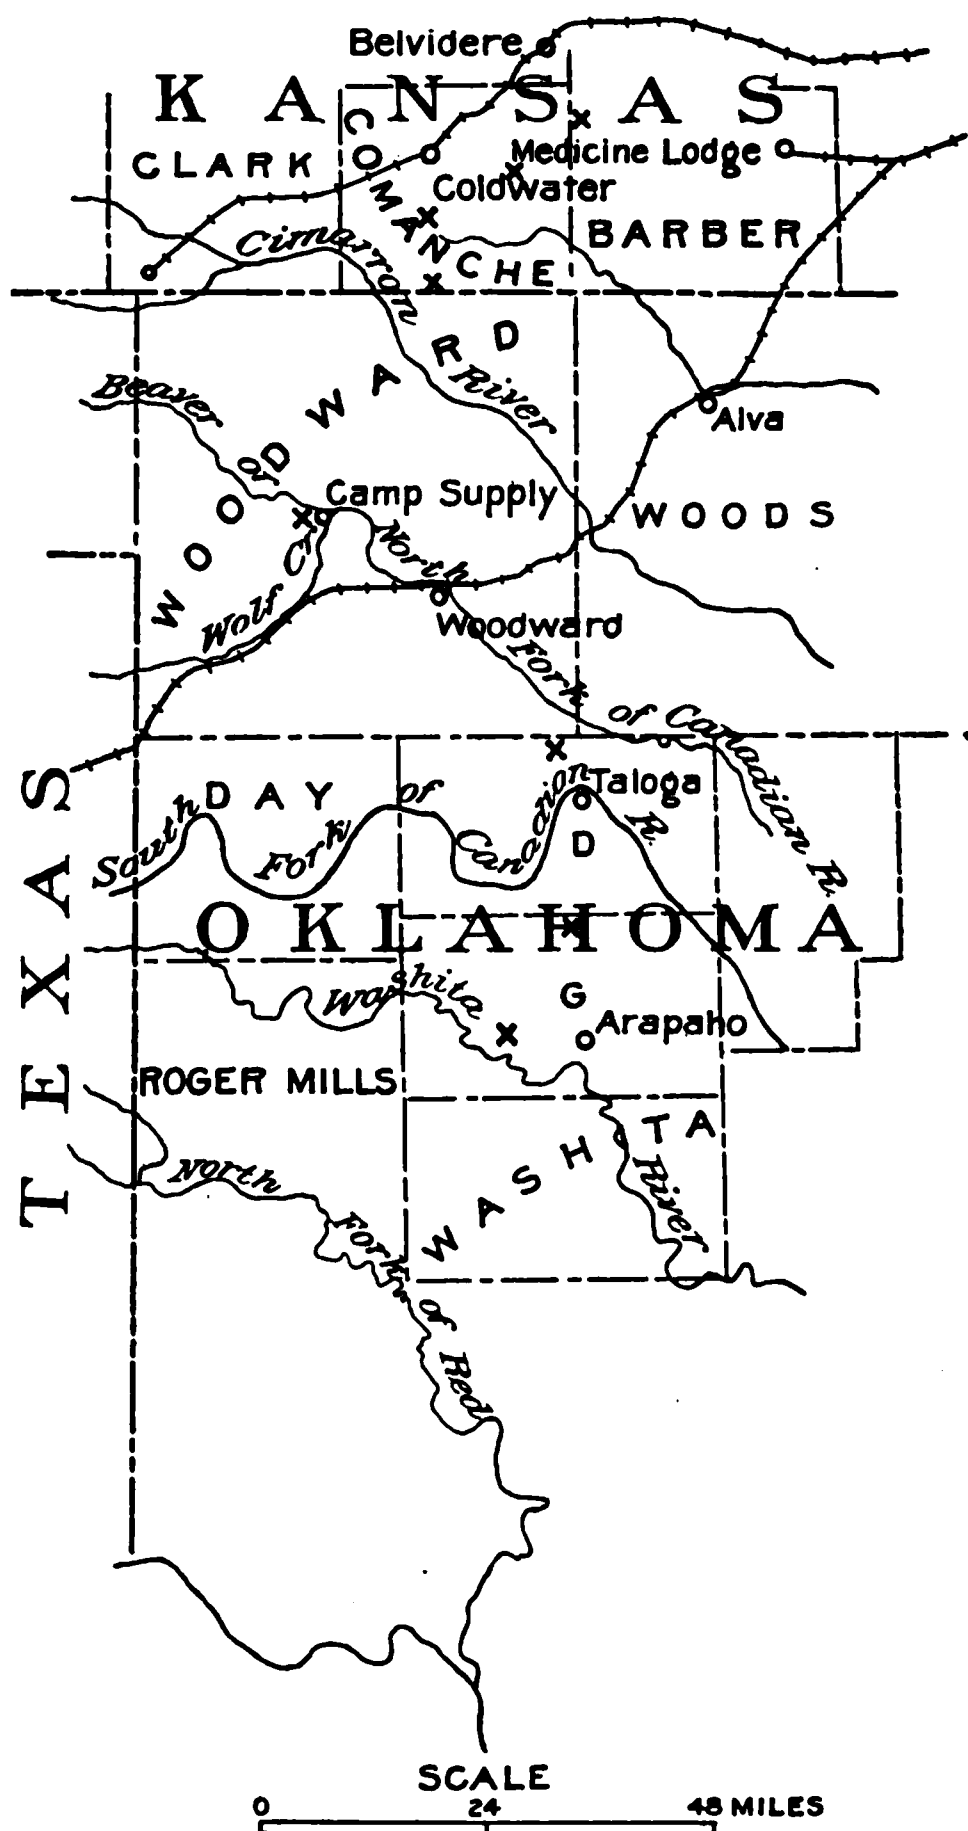 Belvidere
KANSAS
COMANCHE
CLARK
Medicine Lodge
Coldwater
BARBER
Cimarron River
WOODWARD
Beaver or North Fork of Canadian R.
Alva
Camp Supply
WOODS
Wolf Cr.
Woodward
TEXAS
DAY
Taloga
South Fork of Canadian R.
D
OKLAHOMA
Washita River
G
Arapaho
ROGER MILLS
WASHITA
North Fork of Red
SCALE
0 24 48 MILES